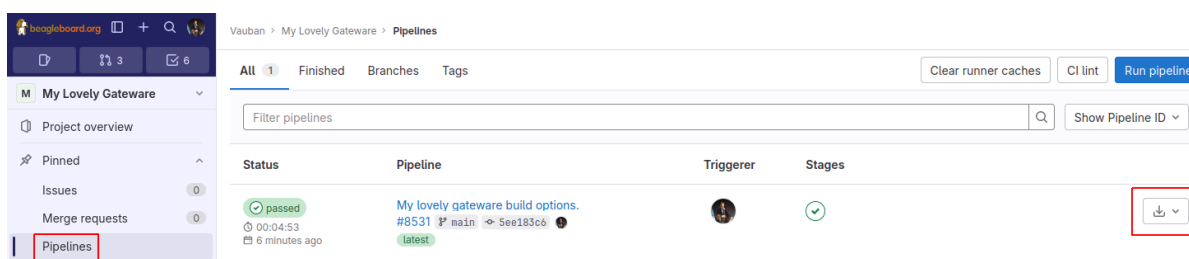 beagleboard.org
3
6
M My Lovely Gateware
Project overview
Pinned
Issues 0
Merge requests 0
Pipelines
Vauban > My Lovely Gateware > Pipelines
All 1 Finished Branches Tags
Clear runner caches CI lint Run pipeline
Filter pipelines
Show Pipeline ID
Status Pipeline Triggerer Stages
passed
00:04:53
6 minutes ago
My lovely gateware build options.
#8531 main 5ee183c6
latest